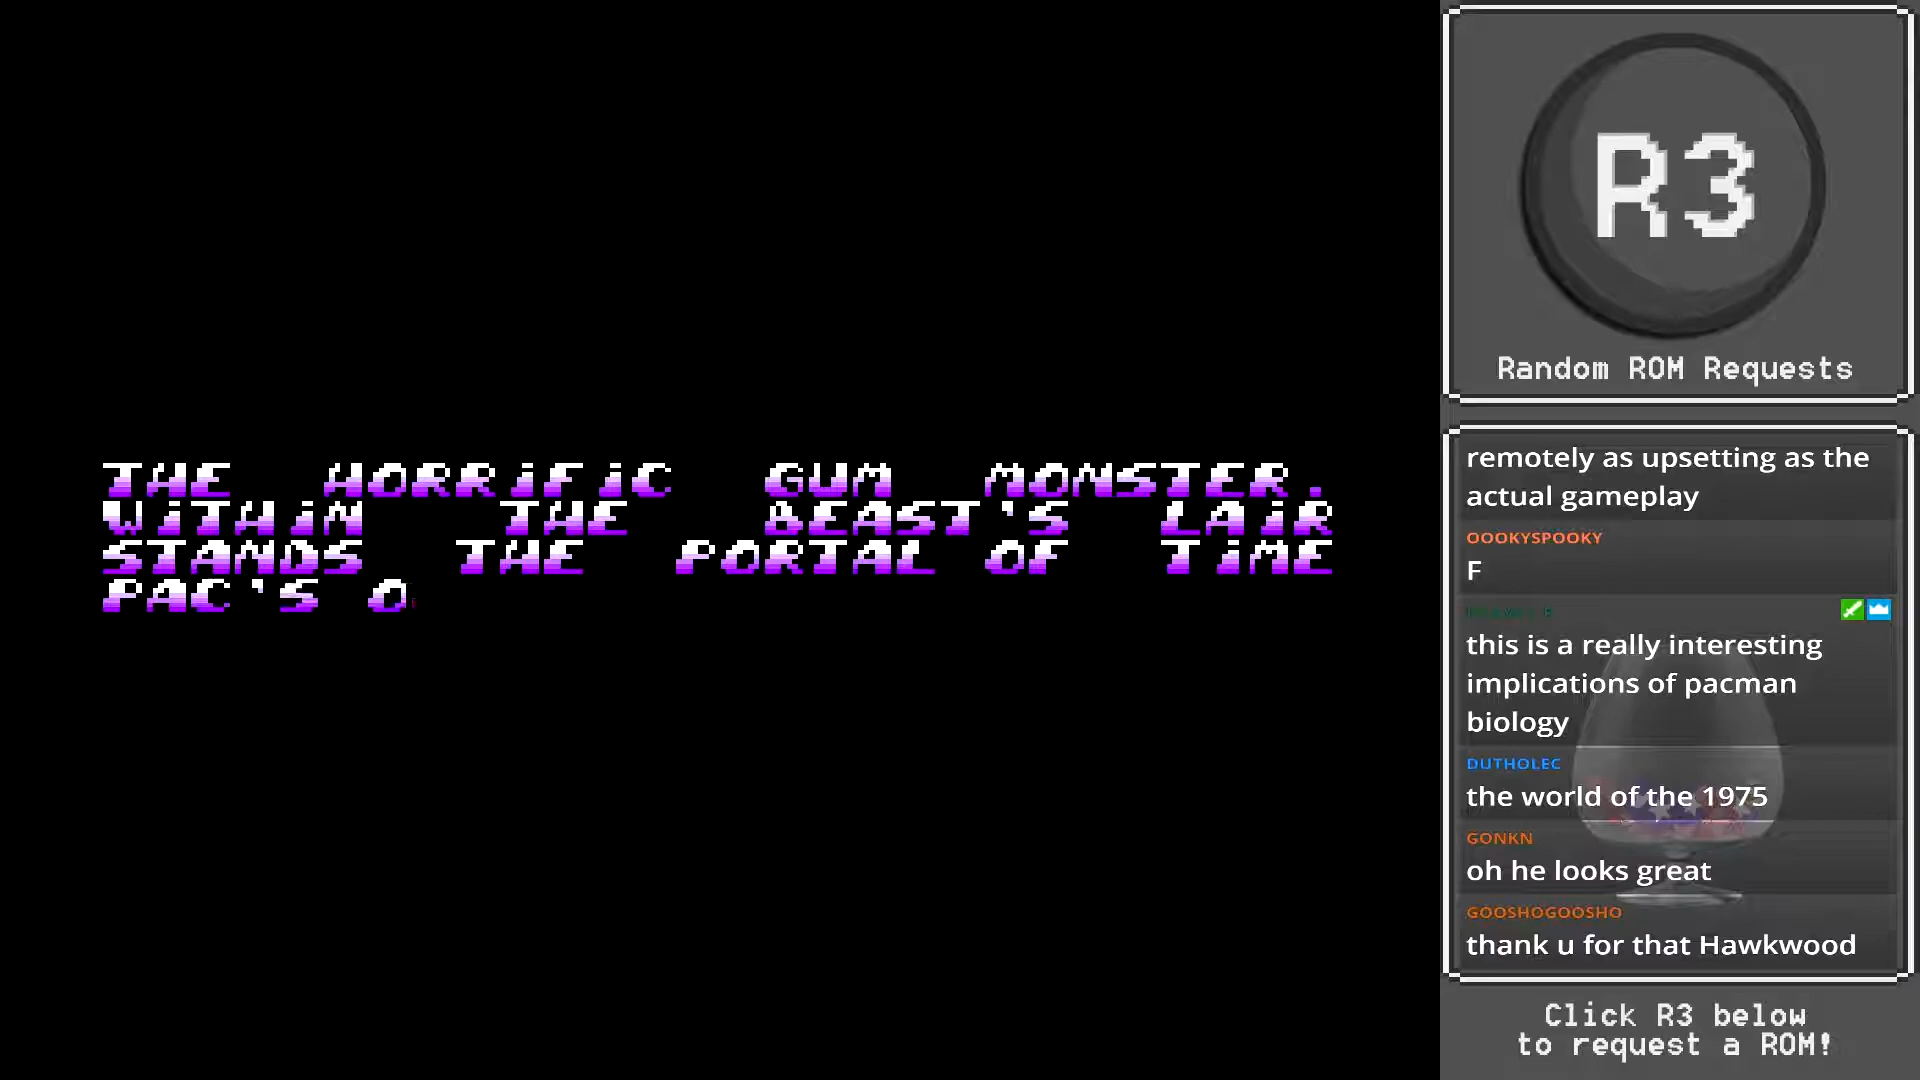 THE HORRiFiC GUM MONSTER.
WiTHiN THE BEAST'S LAiR
STANDS THE PORTAL OF TiME
PAC'S O
R3
Random ROM Requests
remotely as upsetting as the
actual gameplay
OOOKYSPOOKY
F
this is a really interesting
implications of pacman
biology
DUTHOLEC
the world of the 1975
GONKN
oh he looks great
GOOSHOGOOSHO
thank u for that Hawkwood
Click R3 below
to request a ROM!